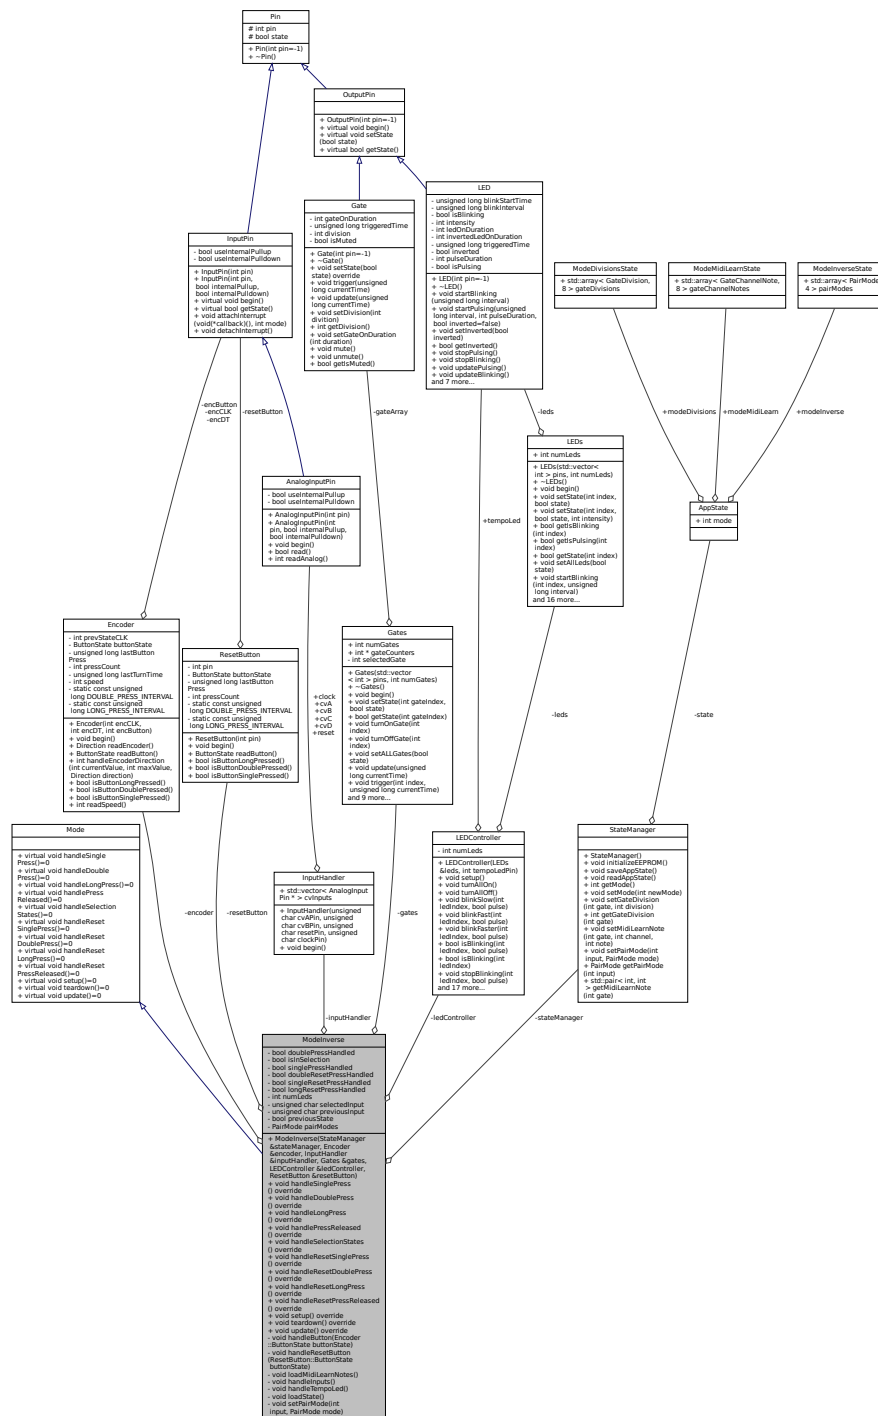 Pin
# int pin
# bool state
+ Pin(int pin=-1)
+ ~Pin()
OutputPin
+ OutputPin(int pin=-1)
+ virtual void begin()
+ virtual void setState
(bool state)
+ virtual bool getState()
LED
- unsigned long blinkStartTime
- unsigned long blinkInterval
- bool isBlinking
- int intensity
- int ledOnDuration
- int invertedLedOnDuration
- unsigned long triggeredTime
- bool inverted
- int pulseDuration
- bool isPulsing
+ LED(int pin=-1)
+ ~LED()
+ void startBlinking
(unsigned long interval)
+ void startPulsing(unsigned
long interval, int pulseDuration,
bool inverted=false)
+ void setInverted(bool
inverted)
+ bool getInverted()
+ void stopPulsing()
+ void stopBlinking()
+ void updatePulsing()
+ void updateBlinking()
and 7 more...
Gate
- int gateOnDuration
- unsigned long triggeredTime
- int division
- bool isMuted
+ Gate(int pin=-1)
+ ~Gate()
+ void setState(bool
state) override
+ void trigger(unsigned
long currentTime)
+ void update(unsigned
long currentTime)
+ void setDivision(int
divition)
+ int getDivision()
+ void setGateOnDuration
(int duration)
+ void mute()
+ void unmute()
+ bool getIsMuted()
InputPin
- bool useInternalPullup
- bool useInternalPulldown
+ InputPin(int pin)
+ InputPin(int pin,
bool internalPullup,
bool internalPulldown)
+ virtual void begin()
+ virtual bool getState()
+ void attachInterrupt
(void(*callback)(), int mode)
+ void detachInterrupt()
ModeDivisionsState
+ std::array< GateDivision,
8 > gateDivisions
ModeMidiLearnState
+ std::array< GateChannelNote,
8 > gateChannelNotes
ModeInverseState
+ std::array< PairMode
4 > pairModes
-encButton
-encCLK
-encDT
-resetButton
-gateArray
-leds
+modeDivisions
+modeMidiLearn
+modeInverse
LEDs
+ int numLeds
+ LEDs(std::vector<
int > pins, int numLeds)
+ ~LEDs()
+ void begin()
+ void setState(int index,
bool state)
+ void setState(int index,
bool state, int intensity)
+ bool getIsBlinking
(int index)
+ bool getIsPulsing(int
index)
+ bool getState(int index)
+ void setAllLeds(bool
state)
+ void startBlinking
(int index, unsigned
long interval)
and 16 more...
AnalogInputPin
- bool useInternalPullup
- bool useInternalPulldown
+ AnalogInputPin(int pin)
+ AnalogInputPin(int
pin, bool internalPullup,
bool internalPulldown)
+ void begin()
+ bool read()
+ int readAnalog()
AppState
+ int mode
+tempoLed
Encoder
- int prevStateCLK
- ButtonState buttonState
- unsigned long lastButton
Press
- int pressCount
- unsigned long lastTurnTime
- int speed
- static const unsigned
long DOUBLE_PRESS_INTERVAL
- static const unsigned
long LONG_PRESS_INTERVAL
+ Encoder(int encCLK,
int encDT, int encButton)
+ void begin()
+ Direction readEncoder()
+ ButtonState readButton()
+ int handleEncoderDirection
(int currentValue, int maxValue,
Direction direction)
+ bool isButtonLongPressed()
+ bool isButtonDoublePressed()
+ bool isButtonSinglePressed()
+ int readSpeed()
ResetButton
- int pin
- ButtonState buttonState
- unsigned long lastButton
Press
- int pressCount
- static const unsigned
long DOUBLE_PRESS_INTERVAL
- static const unsigned
long LONG_PRESS_INTERVAL
+ ResetButton(int pin)
+ void begin()
+ ButtonState readButton()
+ bool isButtonLongPressed()
+ bool isButtonDoublePressed()
+ bool isButtonSinglePressed()
+clock
+cvA
+cvB
+cvC
+cvD
+reset
Gates
+ int numGates
+ int * gateCounters
- int selectedGate
+ Gates(std::vector
< int > pins, int numGates)
+ ~Gates()
+ void begin()
+ void setState(int gateIndex,
bool state)
+ bool getState(int gateIndex)
+ void turnOnGate(int
index)
+ void turnOffGate(int
index)
+ void setALLGates(bool
state)
+ void update(unsigned
long currentTime)
+ void trigger(int index,
unsigned long currentTime)
and 9 more...
-leds
-state
Mode
+ virtual void handleSingle
Press()=0
+ virtual void handleDouble
Press()=0
+ virtual void handleLongPress()=0
+ virtual void handlePress
Released()=0
+ virtual void handleSelection
States()=0
+ virtual void handleReset
SinglePress()=0
+ virtual void handleReset
DoublePress()=0
+ virtual void handleReset
LongPress()=0
+ virtual void handleReset
PressReleased()=0
+ virtual void setup()=0
+ virtual void teardown()=0
+ virtual void update()=0
InputHandler
+ std::vector< AnalogInput
Pin * > cvInputs
+ InputHandler(unsigned
char cvAPin, unsigned
char cvBPin, unsigned
char resetPin, unsigned
char clockPin)
+ void begin()
LEDController
- int numLeds
+ LEDController(LEDs
&leds, int tempoLedPin)
+ void setup()
+ void turnAllOn()
+ void turnAllOff()
+ void blinkSlow(int
ledIndex, bool pulse)
+ void blinkFast(int
ledIndex, bool pulse)
+ void blinkFaster(int
ledIndex, bool pulse)
+ bool isBlinking(int
ledIndex, bool pulse)
+ bool isBlinking(int
ledIndex)
+ void stopBlinking(int
ledIndex, bool pulse)
and 17 more...
StateManager
+ StateManager()
+ void initializeEEPROM()
+ void saveAppState()
+ void readAppState()
+ int getMode()
+ void setMode(int newMode)
+ void setGateDivision
(int gate, int division)
+ int getGateDivision
(int gate)
+ void setMidiLearnNote
(int gate, int channel,
int note)
+ void setPairMode(int
input, PairMode mode)
+ PairMode getPairMode
(int input)
+ std::pair< int, int
> getMidiLearnNote
(int gate)
-encoder
-resetButton
-gates
-inputHandler
-ledController
-stateManager
ModeInverse
- bool doublePressHandled
- bool isInSelection
- bool singlePressHandled
- bool doubleResetPressHandled
- bool singleResetPressHandled
- bool longResetPressHandled
- int numLeds
- unsigned char selectedInput
- unsigned char previousInput
- bool previousState
- PairMode pairModes
+ ModeInverse(StateManager
&stateManager, Encoder
&encoder, InputHandler
&inputHandler, Gates &gates,
LEDController &ledController,
ResetButton &resetButton)
+ void handleSinglePress
() override
+ void handleDoublePress
() override
+ void handleLongPress
() override
+ void handlePressReleased
() override
+ void handleSelectionStates
() override
+ void handleResetSinglePress
() override
+ void handleResetDoublePress
() override
+ void handleResetLongPress
() override
+ void handleResetPressReleased
() override
+ void setup() override
+ void teardown() override
+ void update() override
- void handleButton(Encoder
::ButtonState buttonState)
- void handleResetButton
(ResetButton::ButtonState
buttonState)
- void loadMidiLearnNotes()
- void handleInputs()
- void handleTempoLed()
- void loadState()
- void setPairMode(int
input, PairMode mode)